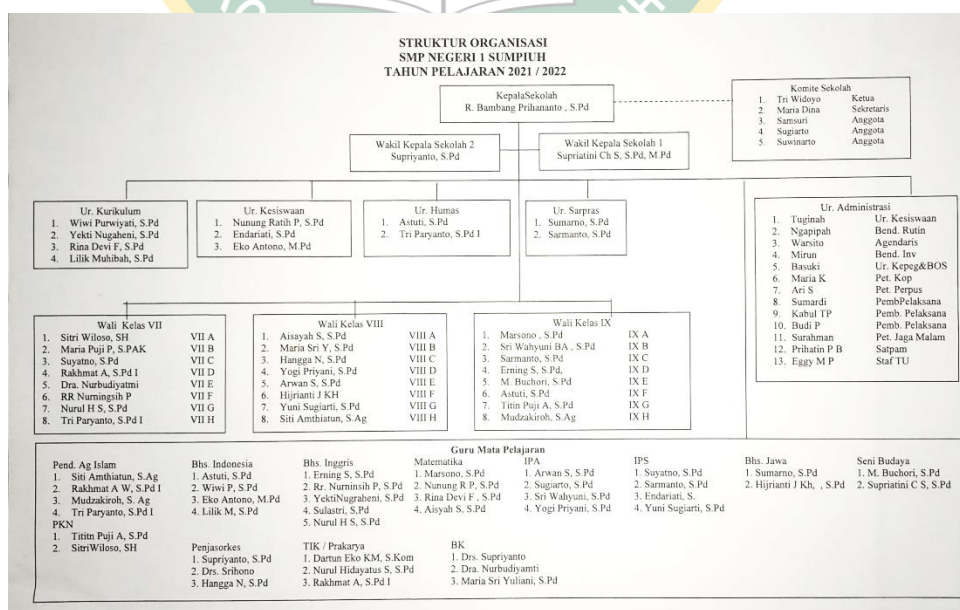 STRUKTUR ORGANISASI
SMP NEGERI 1 SUMPIUH
TAHUN PELAJARAN 2021 / 2022
KepalaSekolah
R. Bambang Prihananto , S.Pd
Komite Sekolah
1. Tri Widoyo Ketua
2. Maria Dina Sekretaris
3. Samsuri Anggota
4. Sugiarto Anggota
5. Suwinarto Anggota
Wakil Kepala Sekolah 2
Supriyanto, S.Pd
Wakil Kepala Sekolah 1
Supriatini Ch S, S.Pd, M.Pd
Ur. Kurikulum
1. Wiwi Purwiyati, S.Pd
2. Yekti Nugaheni, S.Pd
3. Rina Devi F, S.Pd
4. Lilik Muhibah, S.Pd
Ur. Kesiswaan
1. Nunung Ratih P, S.Pd
2. Endariati, S.Pd
3. Eko Antono, M.Pd
Ur. Humas
1. Astuti, S.Pd
2. Tri Paryanto, S.Pd I
Ur. Sarpras
1. Sumarno, S.Pd
2. Sarmanto, S.Pd
Ur. Administrasi
1. Tuginah Ur. Kesiswaan
2. Ngapipah Bend. Rutin
3. Warsito Agendaris
4. Mirun Bend. Inv
5. Basuki Ur. Kepeg&BOS
6. Maria K Pet. Kop
7. Ari S Pet. Perpus
8. Sumardi PembPelaksana
9. Kabul TP Pemb. Pelaksana
10. Budi P Pemb. Pelaksana
11. Surahman Pet. Jaga Malam
12. Prihatin P B Satpam
13. Eggy M P Staf TU
Wali Kelas VII
1. Sitri Wiloso, SH VII A
2. Maria Puji P, S.PAK VII B
3. Suyatno, S.Pd VII C
4. Rakhmat A, S.Pd I VII D
5. Dra. Nurbudiyatmi VII E
6. RR Nurningsih P VII F
7. Nurul H S, S.Pd VII G
8. Tri Paryanto, S.Pd I VII H
Wali Kelas VIII
1. Aisayah S, S.Pd VIII A
2. Maria Sri Y, S.Pd VIII B
3. Hangga N, S.Pd VIII C
4. Yogi Priyani, S.Pd VIII D
5. Arwan S, S.Pd VIII E
6. Hijrianti J KH VIII F
7. Yuni Sugiarti, S.Pd VIII G
8. Siti Amthiatun, S.Ag VIII H
Wali Kelas IX
1. Marsono , S.Pd IX A
2. Sri Wahyuni BA , S.Pd IX B
3. Sarmanto, S.Pd IX C
4. Erning S, S.Pd, IX D
5. M. Buchori, S.Pd IX E
6. Astuti, S.Pd IX F
7. Titin Puji A, S.Pd IX G
8. Mudzakiroh, S.Ag IX H
Guru Mata Pelajaran
Pend. Ag Islam
1. Siti Amthiatun, S.Ag
2. Rakhmat A W, S.Pd I
3. Mudzakiroh, S. Ag
4. Tri Paryanto, S.Pd I
PKN
1. Tititn Puji A, S.Pd
2. SitriWiloso, SH
Bhs. Indonesia
1. Astuti, S.Pd
2. Wiwi P, S.Pd
3. Eko Antono, M.Pd
4. Lilik M, S.Pd
Bhs. Inggris
1. Erning S, S.Pd
2. Rr. Nurninsih P, S.Pd
3. YektiNugraheni, S.Pd
4. Sulastri, S,Pd
5. Nurul H S, S.Pd
Matematika
1. Marsono, S.Pd
2. Nunung R P, S.Pd
3. Rina Devi F , S.Pd
4. Aisyah S, S.Pd
IPA
1. Arwan S, S.Pd
2. Sugiarto, S.Pd
3. Sri Wahyuni, S.Pd
4. Yogi Priyani, S.Pd
IPS
1. Suyatno, S.Pd
2. Sarmanto, S.Pd
3. Endariati, S.
4. Yuni Sugiarti, S.Pd
Bhs. Jawa
1. Sumarno, S.Pd
2. Hijrianti J Kh, , S.Pd
Seni Budaya
1. M. Buchori, S.Pd
2. Supriatini C S, S.Pd
Penjasorkes
1. Supriyanto, S.Pd
2. Drs. Srihono
3. Hangga N, S.Pd
TIK / Prakarya
1. Dartun Eko KM, S.Kom
2. Nurul Hidayatus S, S.Pd
3. Rakhmat A, S.Pd I
BK
1. Drs. Supriyanto
2. Dra. Nurbudiyamti
3. Maria Sri Yuliani, S.Pd